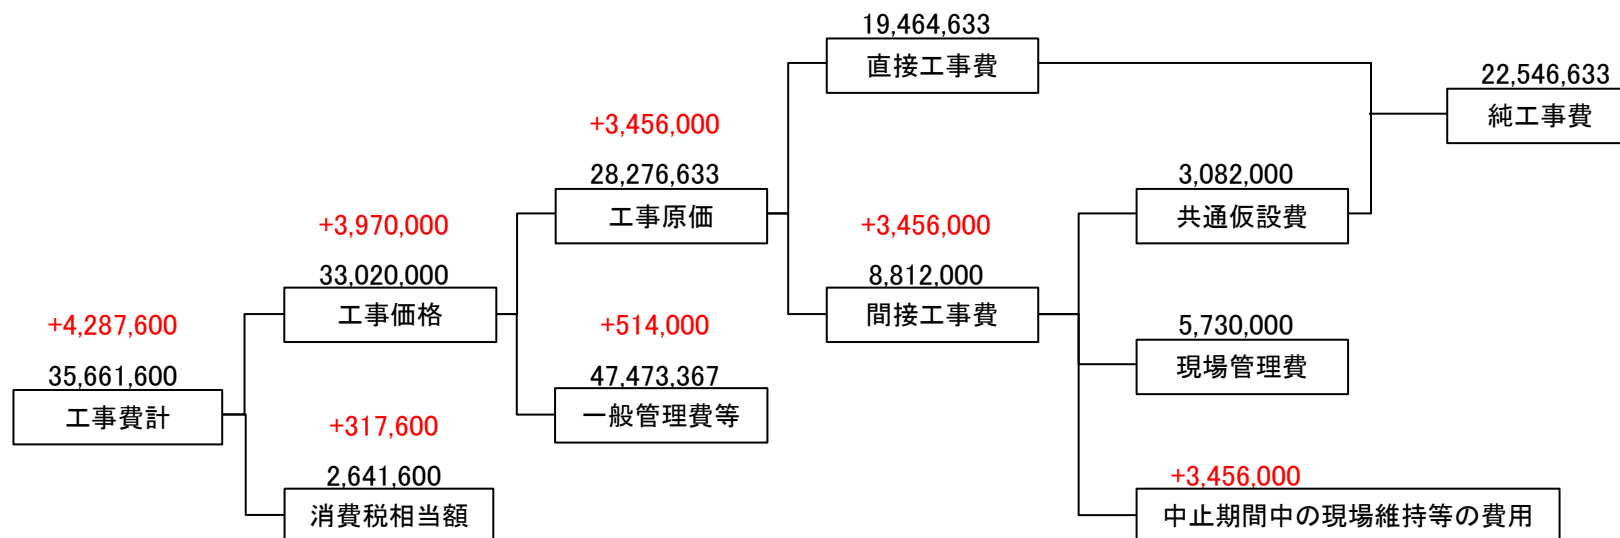 19,464,633
直接工事費
22,546,633
純工事費
+3,456,000
28,276,633
工事原価
3,082,000
共通仮設費
+3,970,000
33,020,000
工事価格
+3,456,000
8,812,000
間接工事費
+4,287,600
35,661,600
工事費計
+514,000
47,473,367
一般管理費等
5,730,000
現場管理費
+317,600
2,641,600
消費税相当額
+3,456,000
中止期間中の現場維持等の費用